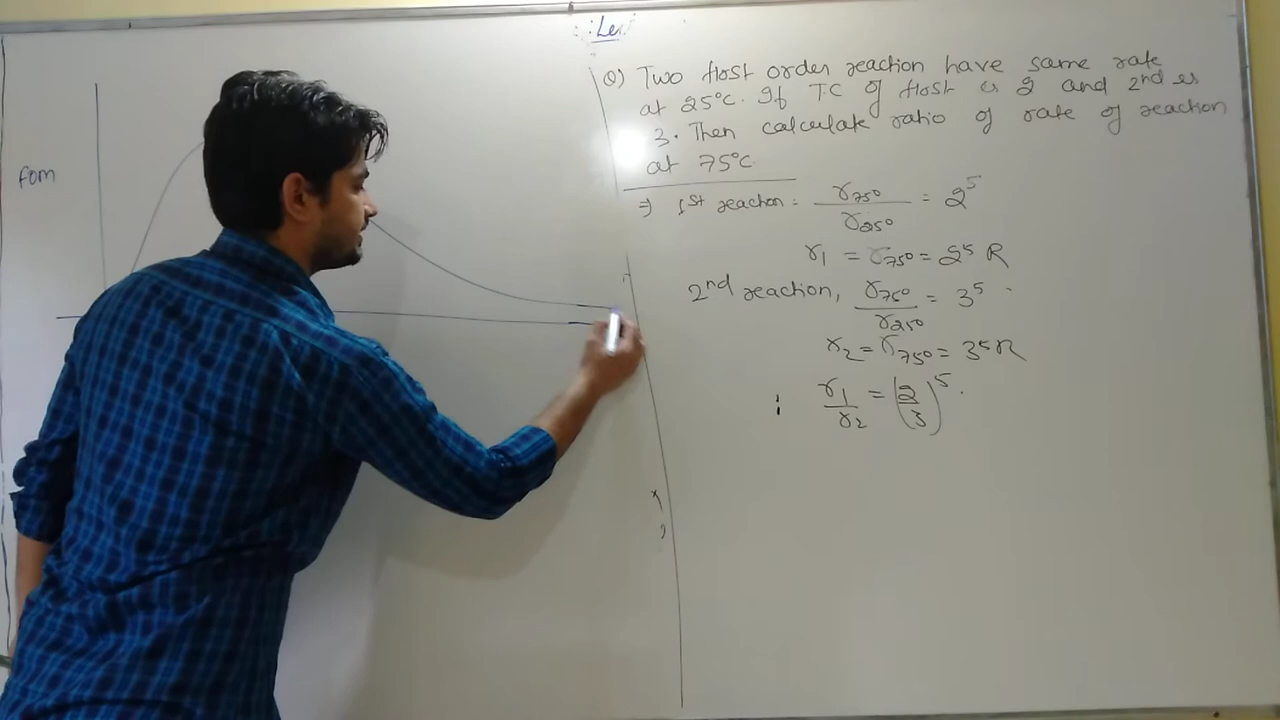 : Le
Q) Two first order reaction have same rate
at 25°C. If TC of first is 2 and 2nd is
3. Then calculate ratio of rate of reaction
at 75°C
⇒ 1st reaction: r75° / r25° = 2^5
r1 = r75° = 2^5 R
2nd reaction, r75° / r25° = 3^5
r2 = r75° = 3^5 R
: r1 / r2 = (2/3)^5
fom